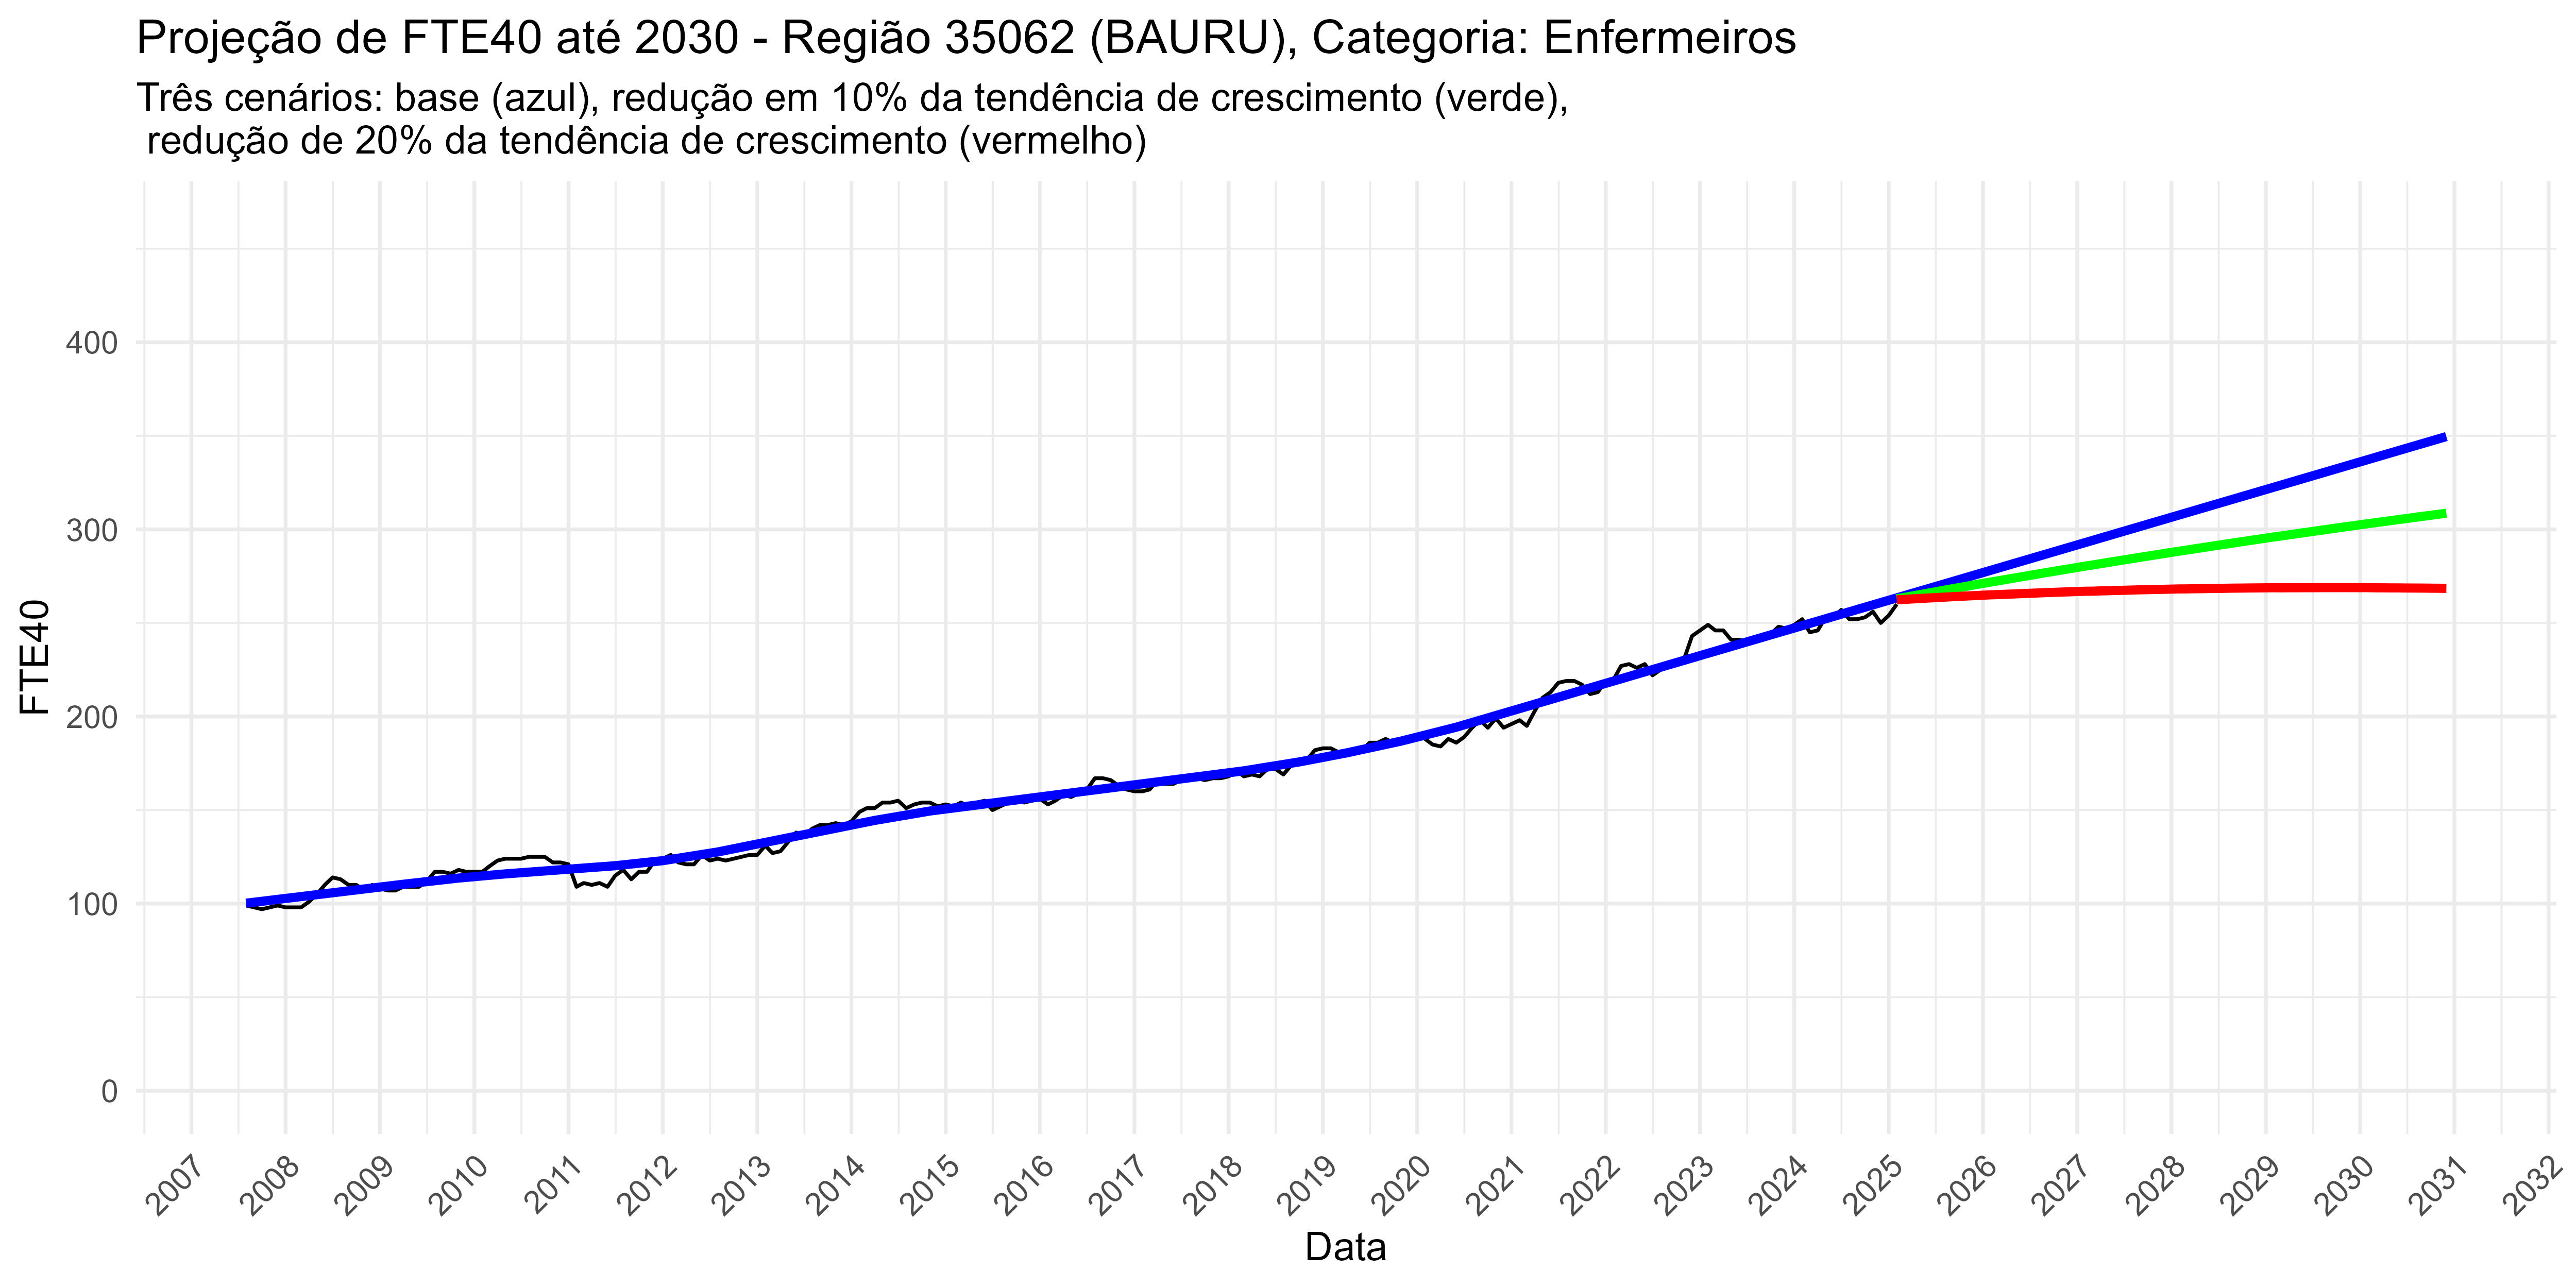 Projeção de FTE40 até 2030 - Região 35062 (BAURU), Categoria: Enfermeiros
Três cenários: base (azul), redução em 10% da tendência de crescimento (verde),
redução de 20% da tendência de crescimento (vermelho)
FTE40
400
300
200
100
0
2007 2008 2009 2010 2011 2012 2013 2014 2015 2016 2017 2018 2019 2020 2021 2022 2023 2024 2025 2026 2027 2028 2029 2030 2031 2032
Data